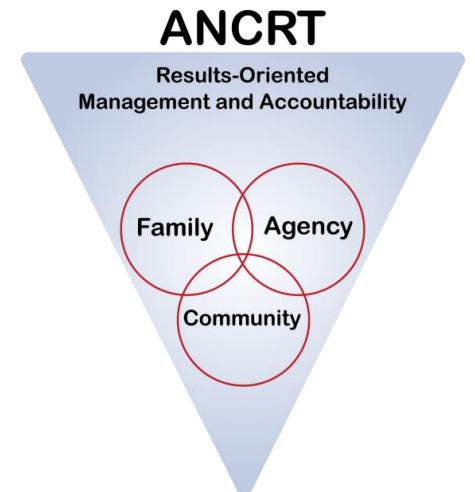 ANCRT
Results-Oriented
Management and Accountability
Family
Agency
Community